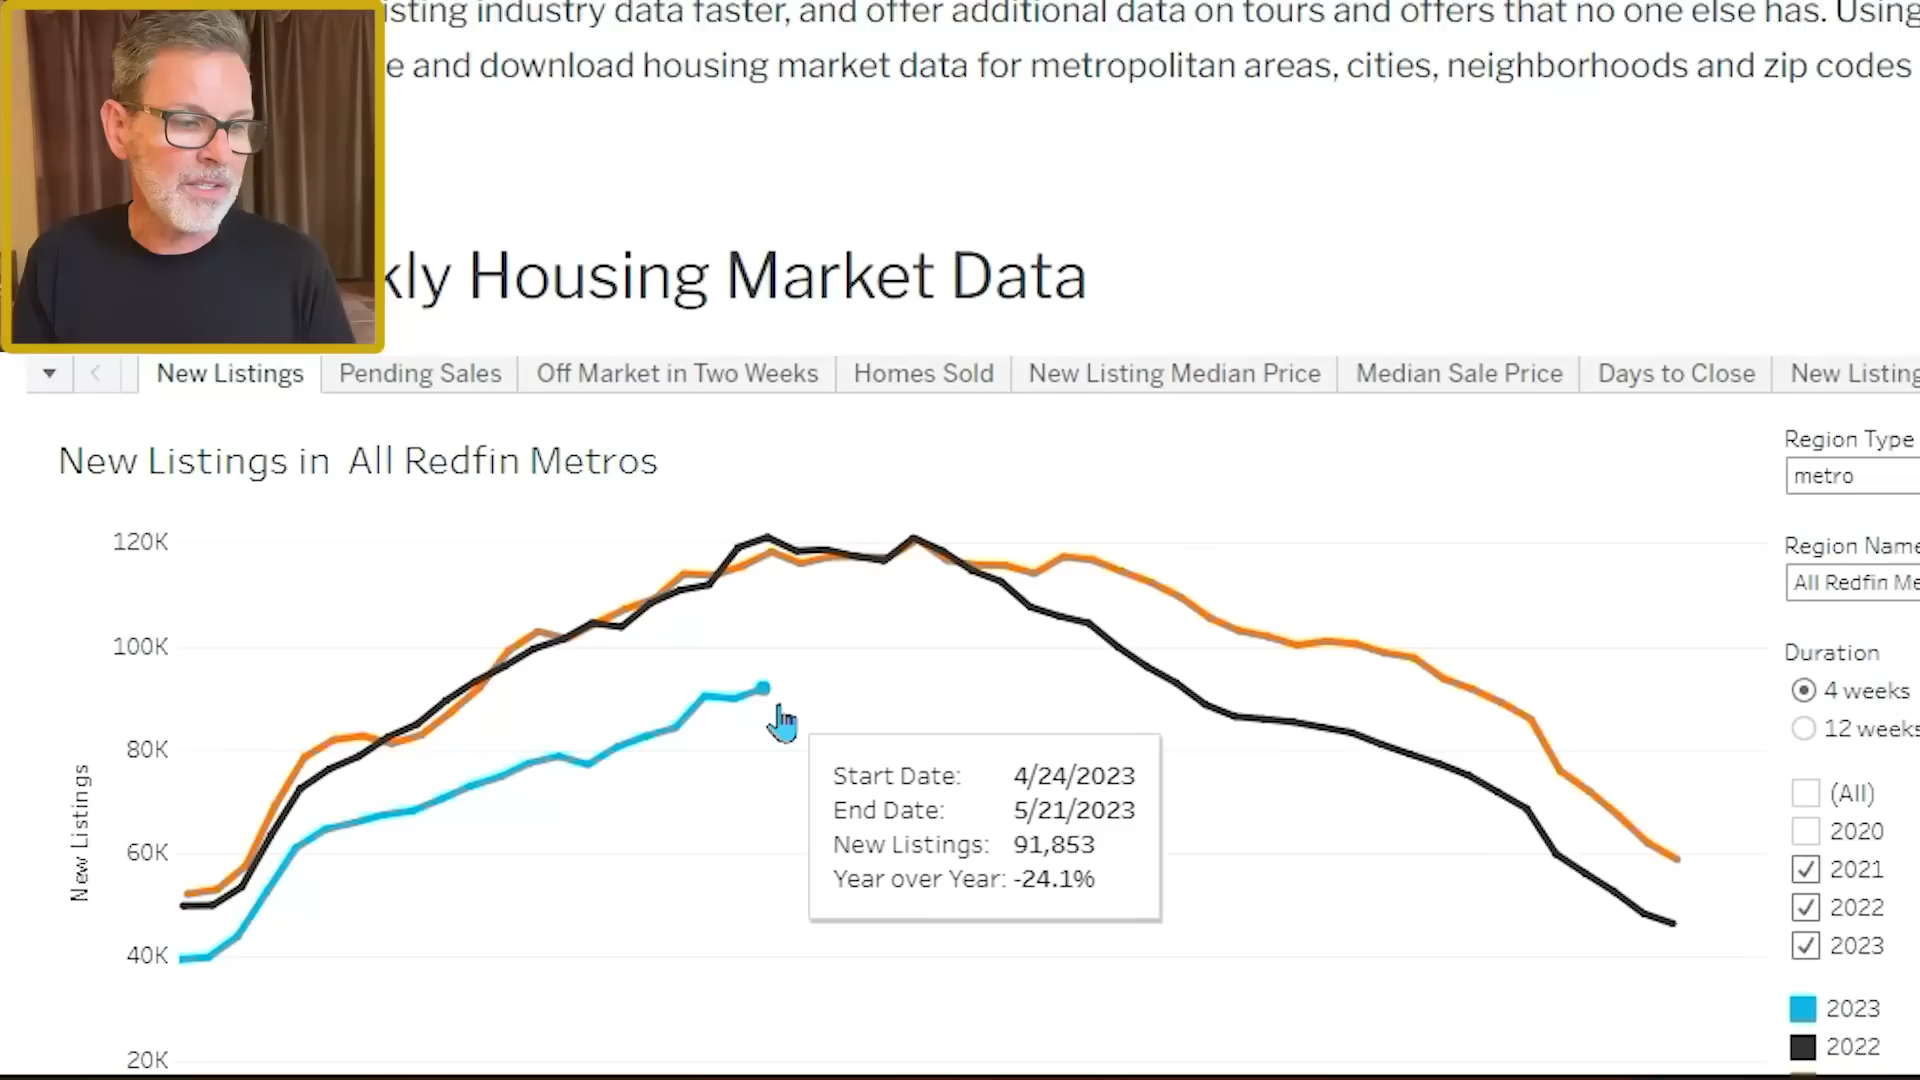 isting industry data faster, and offer additional data on tours and offers that no one else has. Using
e and download housing market data for metropolitan areas, cities, neighborhoods and zip codes
kly Housing Market Data
New Listings
Pending Sales
Off Market in Two Weeks
Homes Sold
New Listing Median Price
Median Sale Price
Days to Close
New Listing
New Listings in All Redfin Metros
Region Type
metro
Region Name
All Redfin Me
Duration
4 weeks
12 weeks
(All)
2020
2021
2022
2023
2023
2022
120K
100K
80K
60K
40K
20K
New Listings
Start Date: 4/24/2023
End Date: 5/21/2023
New Listings: 91,853
Year over Year: -24.1%